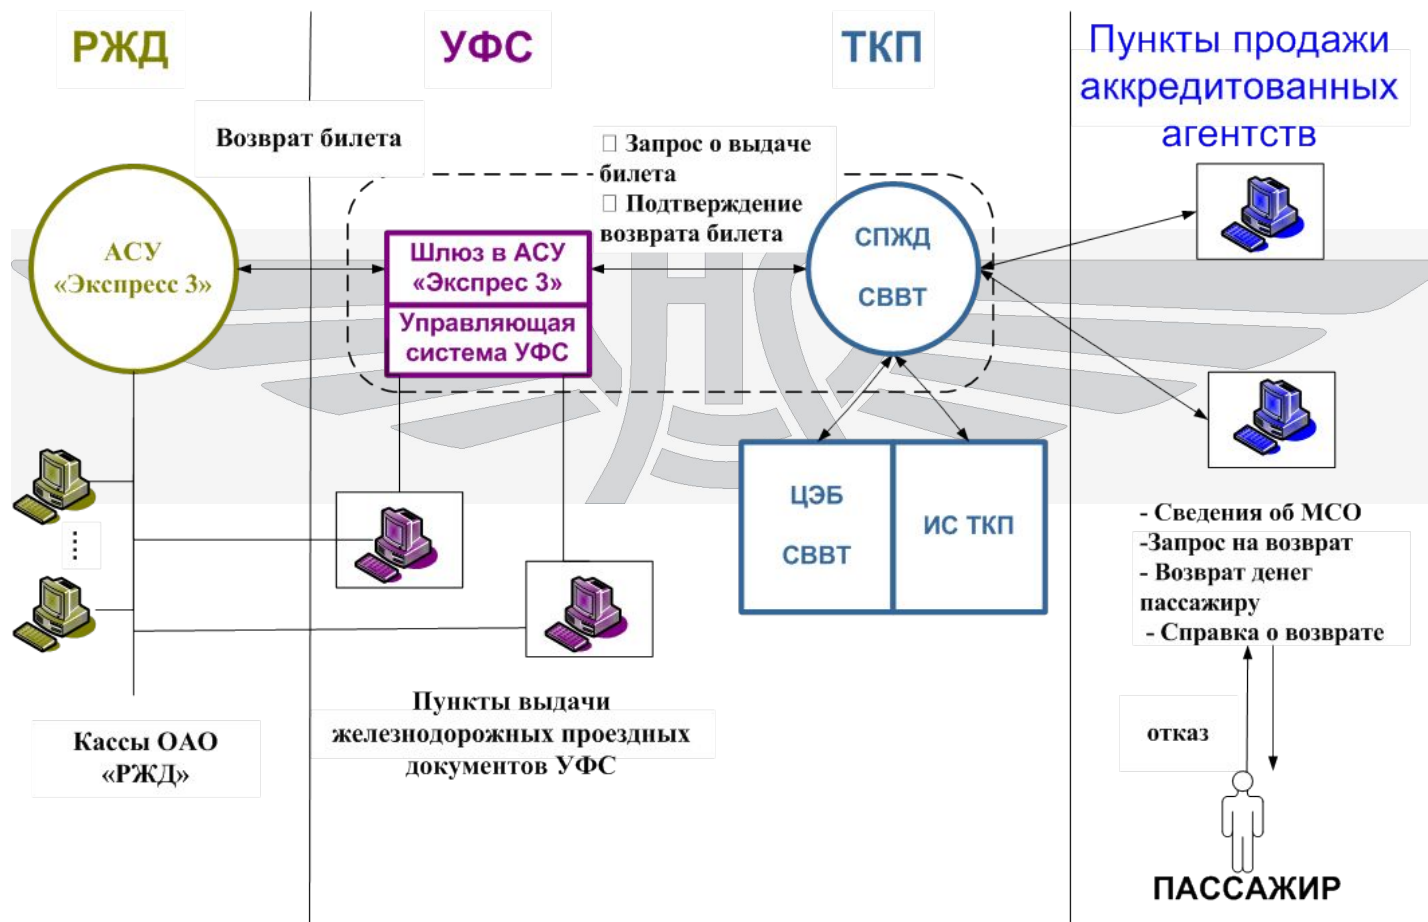 РЖД
УФС
ТКП
Пункты продажи
аккредитованных
агентств
Возврат билета
□ Запрос о выдаче
билета
□ Подтверждение
возврата билета
АСУ
«Экспресс 3»
Шлюз в АСУ
«Экспрес 3»
Управляющая
система УФС
СПЖД
СВВТ
ЦЭБ
СВВТ
ИС ТКП
- Сведения об МСО
-Запрос на возврат
- Возврат денег
пассажиру
- Справка о возврате
Пункты выдачи
железнодорожных проездных
документов УФС
Кассы ОАО
«РЖД»
отказ
ПАССАЖИР